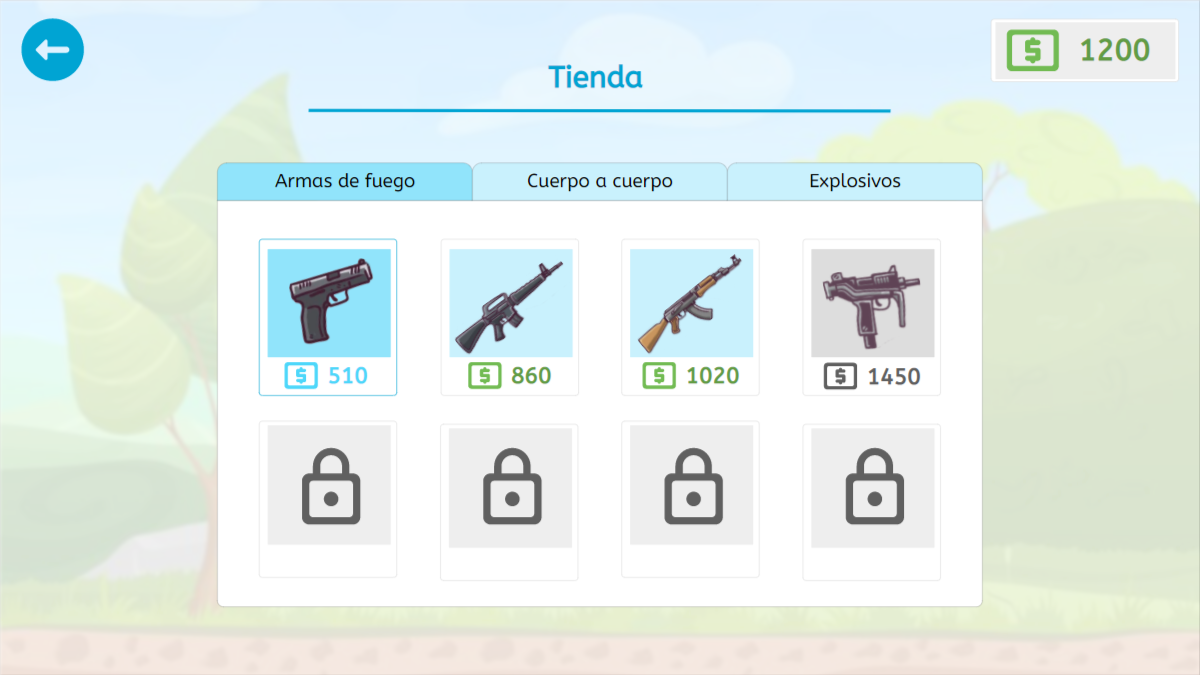 $ 1200
Tienda
Armas de fuego
Cuerpo a cuerpo
Explosivos
$ 510
$ 860
$ 1020
$ 1450